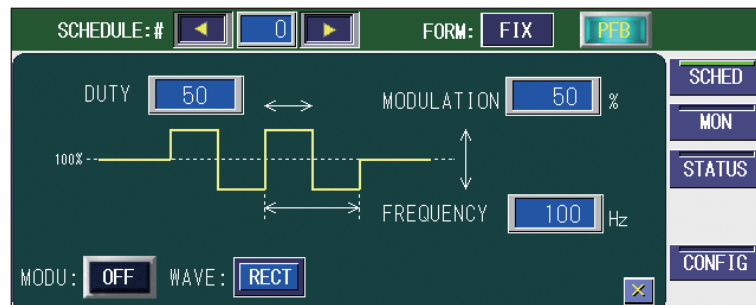 SCHEDULE:# ◀ 0 ▶ FORM: FIX PFB
DUTY 50
MODULATION 50 %
100%
FREQUENCY 100 Hz
MODU: OFF WAVE: RECT
×
SCHED
MON
STATUS
CONFIG